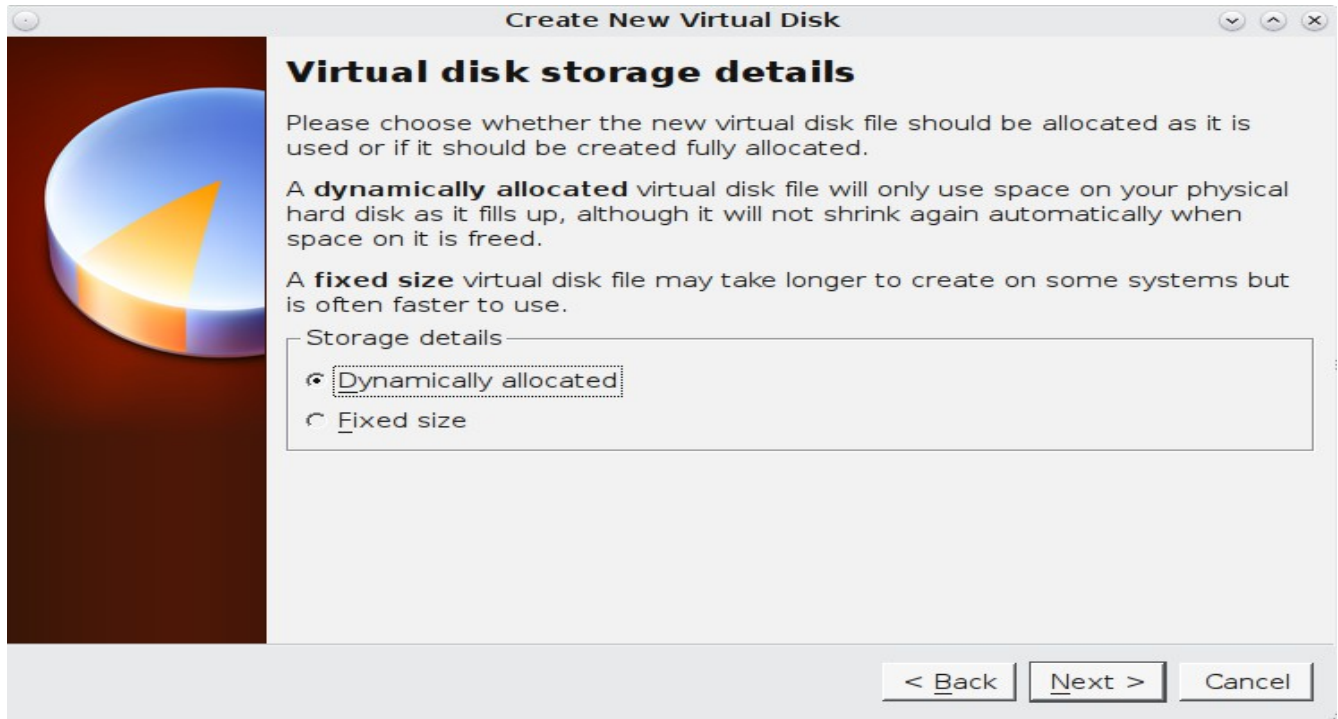 Create New Virtual Disk
Virtual disk storage details
Please choose whether the new virtual disk file should be allocated as it is
used or if it should be created fully allocated.
A dynamically allocated virtual disk file will only use space on your physical
hard disk as it fills up, although it will not shrink again automatically when
space on it is freed.
A fixed size virtual disk file may take longer to create on some systems but
is often faster to use.
Storage details
Dynamically allocated
Fixed size
< Back Next > Cancel